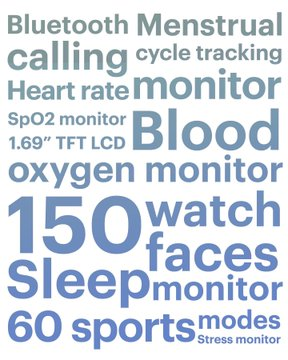 Bluetooth calling
Menstrual cycle tracking
Heart rate monitor
SpO2 monitor
1.69” TFT LCD
Blood oxygen monitor
150 watch faces
Sleep monitor
60 sports modes
Stress monitor